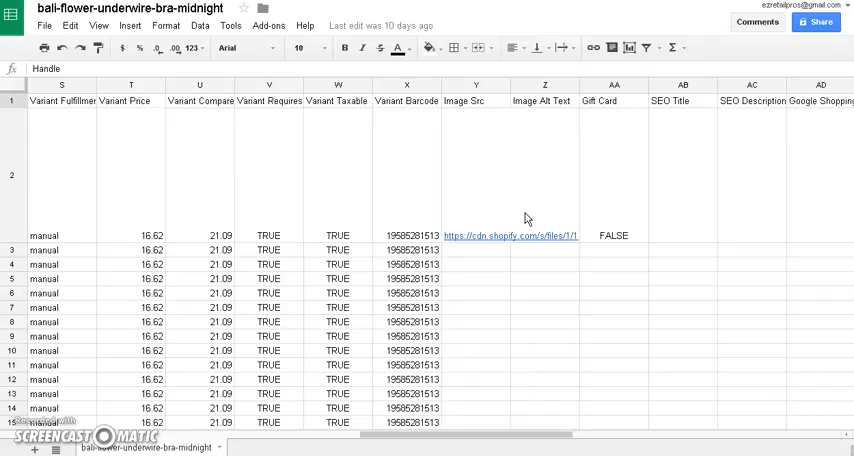 bali-flower-underwire-bra-midnight
ezretailpros@gmail.com
File Edit View Insert Format Data Tools Add-ons Help Last edit was 10 days ago
Comments Share
$ % .0 .00 123 Arial 10 B I S A
fx Handle
S T U V W X Y Z AA AB AC AD
1 Variant Fulfillmer Variant Price Variant Compare Variant Requires Variant Taxable Variant Barcode Image Src Image Alt Text Gift Card SEO Title SEO Description Google Shopping
2 manual 16.62 21.09 TRUE TRUE 19585281513 https://cdn.shopify.com/s/files/1/1 FALSE
3 manual 16.62 21.09 TRUE TRUE 19585281513
4 manual 16.62 21.09 TRUE TRUE 19585281513
5 manual 16.62 21.09 TRUE TRUE 19585281513
6 manual 16.62 21.09 TRUE TRUE 19585281513
7 manual 16.62 21.09 TRUE TRUE 19585281513
8 manual 16.62 21.09 TRUE TRUE 19585281513
9 manual 16.62 21.09 TRUE TRUE 19585281513
10 manual 16.62 21.09 TRUE TRUE 19585281513
11 manual 16.62 21.09 TRUE TRUE 19585281513
12 manual 16.62 21.09 TRUE TRUE 19585281513
13 manual 16.62 21.09 TRUE TRUE 19585281513
14 manual 16.62 21.09 TRUE TRUE 19585281513
15 manual 16.62 21.09 TRUE TRUE 19585281513
Recorded with
SCREENCAST-O-MATIC
bali-flower-underwire-bra-midnight